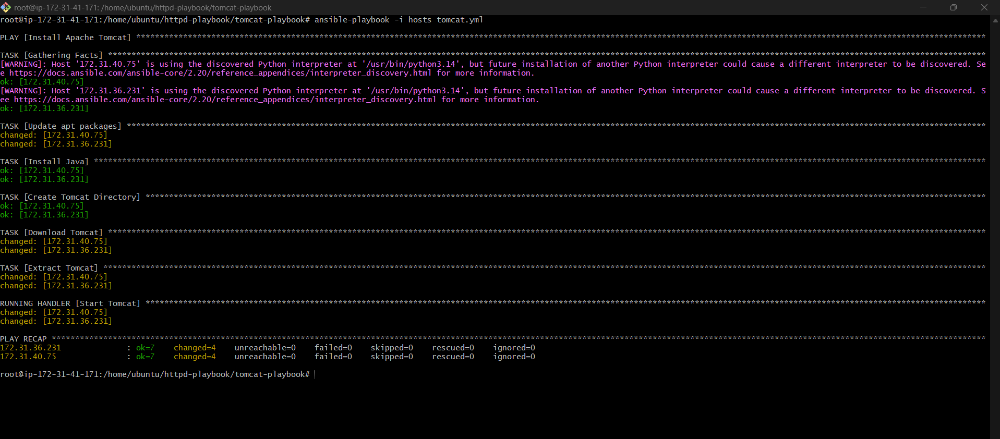 root@ip-172-31-41-171: /home/ubuntu/httpd-playbook/tomcat-playbook
root@ip-172-31-41-171:/home/ubuntu/httpd-playbook/tomcat-playbook# ansible-playbook -i hosts tomcat.yml
PLAY [Install Apache Tomcat] ************************************************************************
TASK [Gathering Facts] ************************************************************************
[WARNING]: Host '172.31.40.75' is using the discovered Python interpreter at '/usr/bin/python3.14', but future installation of another Python interpreter could cause a different interpreter to be discovered. Se
e https://docs.ansible.com/ansible-core/2.20/reference_appendices/interpreter_discovery.html for more information.
ok: [172.31.40.75]
[WARNING]: Host '172.31.36.231' is using the discovered Python interpreter at '/usr/bin/python3.14', but future installation of another Python interpreter could cause a different interpreter to be discovered. S
ee https://docs.ansible.com/ansible-core/2.20/reference_appendices/interpreter_discovery.html for more information.
ok: [172.31.36.231]
TASK [Update apt packages] ************************************************************************
changed: [172.31.40.75]
changed: [172.31.36.231]
TASK [Install Java] ************************************************************************
ok: [172.31.40.75]
ok: [172.31.36.231]
TASK [Create Tomcat Directory] ************************************************************************
ok: [172.31.40.75]
ok: [172.31.36.231]
TASK [Download Tomcat] ************************************************************************
changed: [172.31.40.75]
changed: [172.31.36.231]
TASK [Extract Tomcat] ************************************************************************
changed: [172.31.40.75]
changed: [172.31.36.231]
RUNNING HANDLER [Start Tomcat] ************************************************************************
changed: [172.31.40.75]
changed: [172.31.36.231]
PLAY RECAP ************************************************************************
172.31.36.231 : ok=7 changed=4 unreachable=0 failed=0 skipped=0 rescued=0 ignored=0
172.31.40.75 : ok=7 changed=4 unreachable=0 failed=0 skipped=0 rescued=0 ignored=0
root@ip-172-31-41-171:/home/ubuntu/httpd-playbook/tomcat-playbook#